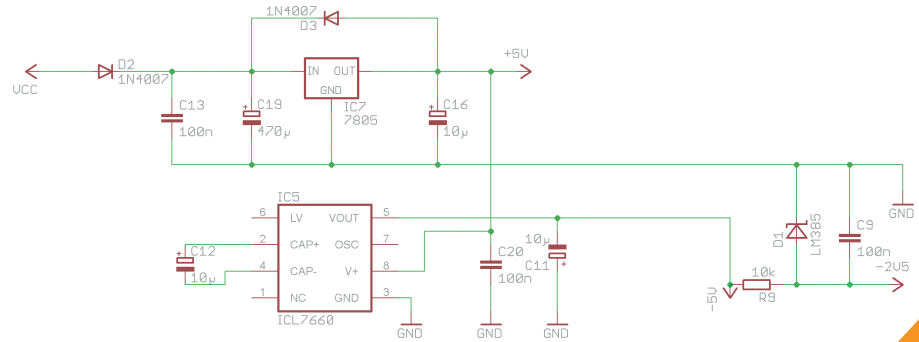 1N4007
D3
+5V
D2
1N4007
VCC
IN OUT
GND
IC7
7805
C13
100n
+
C19
470µ
+
C16
10µ
GND
IC5
6 LV VOUT 5
2 CAP+ OSC 7
4 CAP- V+ 8
1 NC GND 3
ICL7660
+
C12
10µ
C20
100n
10µ
C11
+
GND
GND
GND
D1
LM385
C9
100n
-2V5
-5V
10k
R9